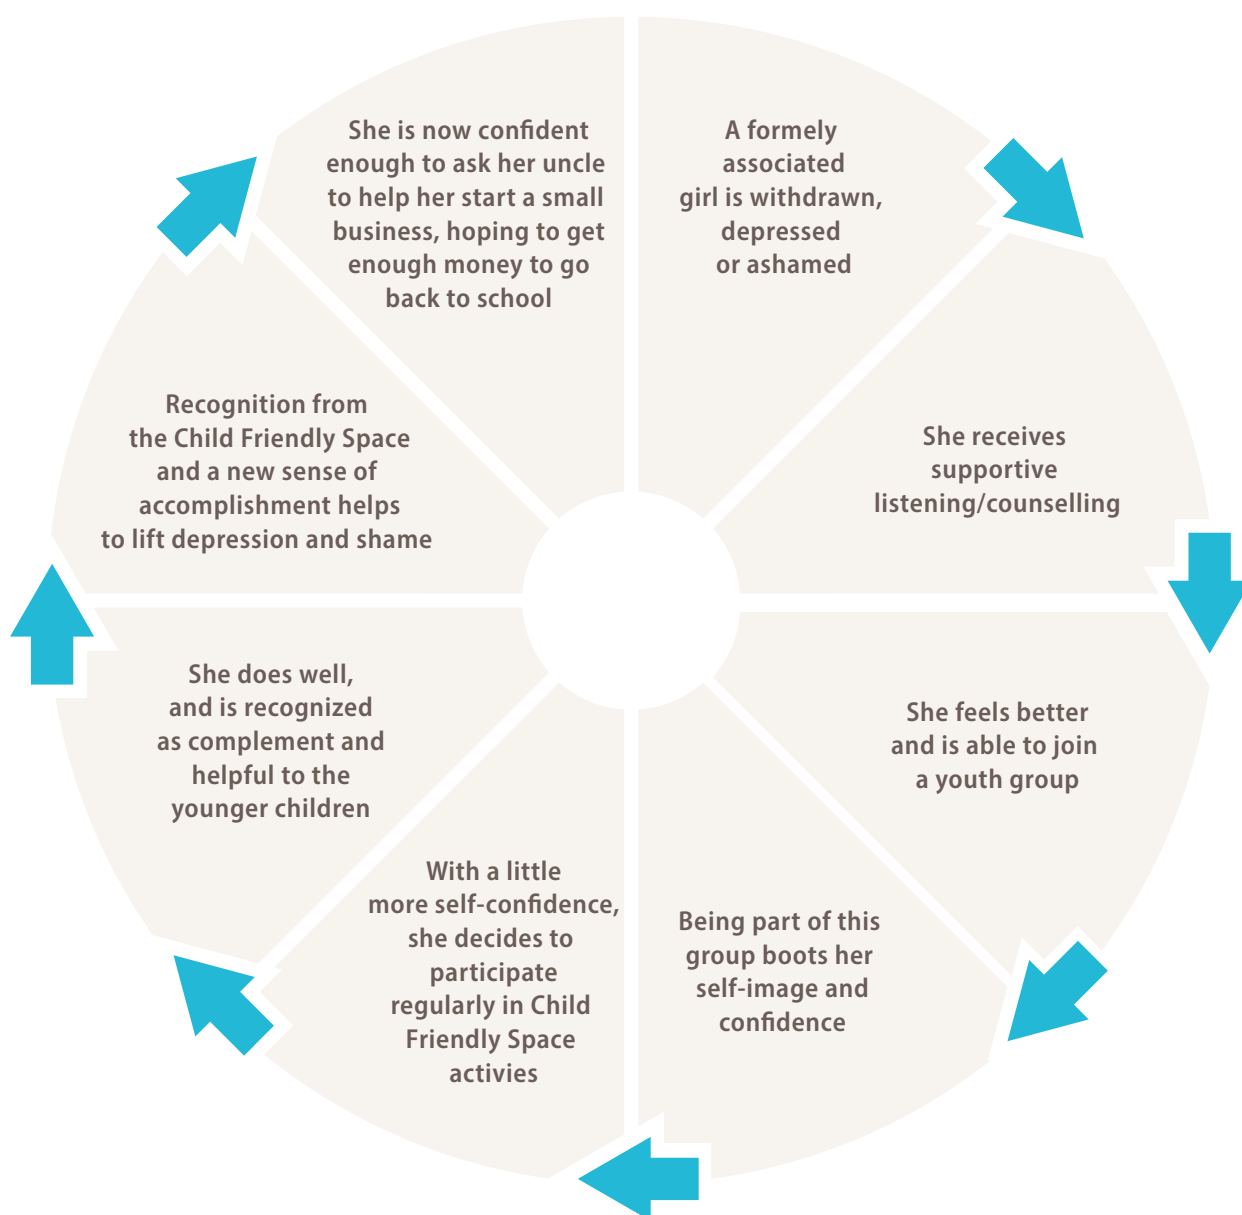 A formely
associated
girl is withdrawn,
depressed
or ashamed
She receives
supportive
listening/counselling
She feels better
and is able to join
a youth group
Being part of this
group boots her
self-image and
confidence
With a little
more self-confidence,
she decides to
participate
regularly in Child
Friendly Space
activies
She does well,
and is recognized
as complement and
helpful to the
younger children
Recognition from
the Child Friendly Space
and a new sense of
accomplishment helps
to lift depression and shame
She is now confident
enough to ask her uncle
to help her start a small
business, hoping to get
enough money to go
back to school